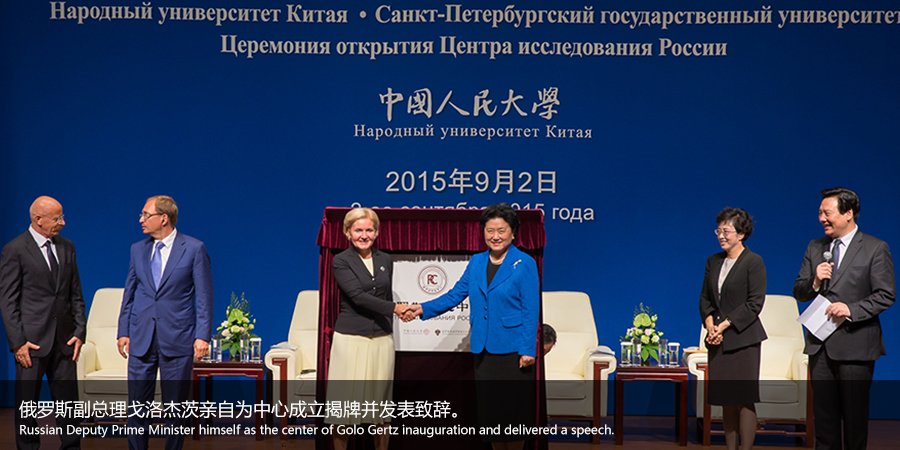 Народный университет Китая • Санкт-Петербургский государственный университет
Церемония открытия Центра исследования России
中國人民大學
Народный университет Китая
2015年9月2日
2015 года
RC
俄罗斯副总理戈洛杰茨亲自为中心成立揭牌并发表致辞。
Russian Deputy Prime Minister himself as the center of Golo Gertz inauguration and delivered a speech.